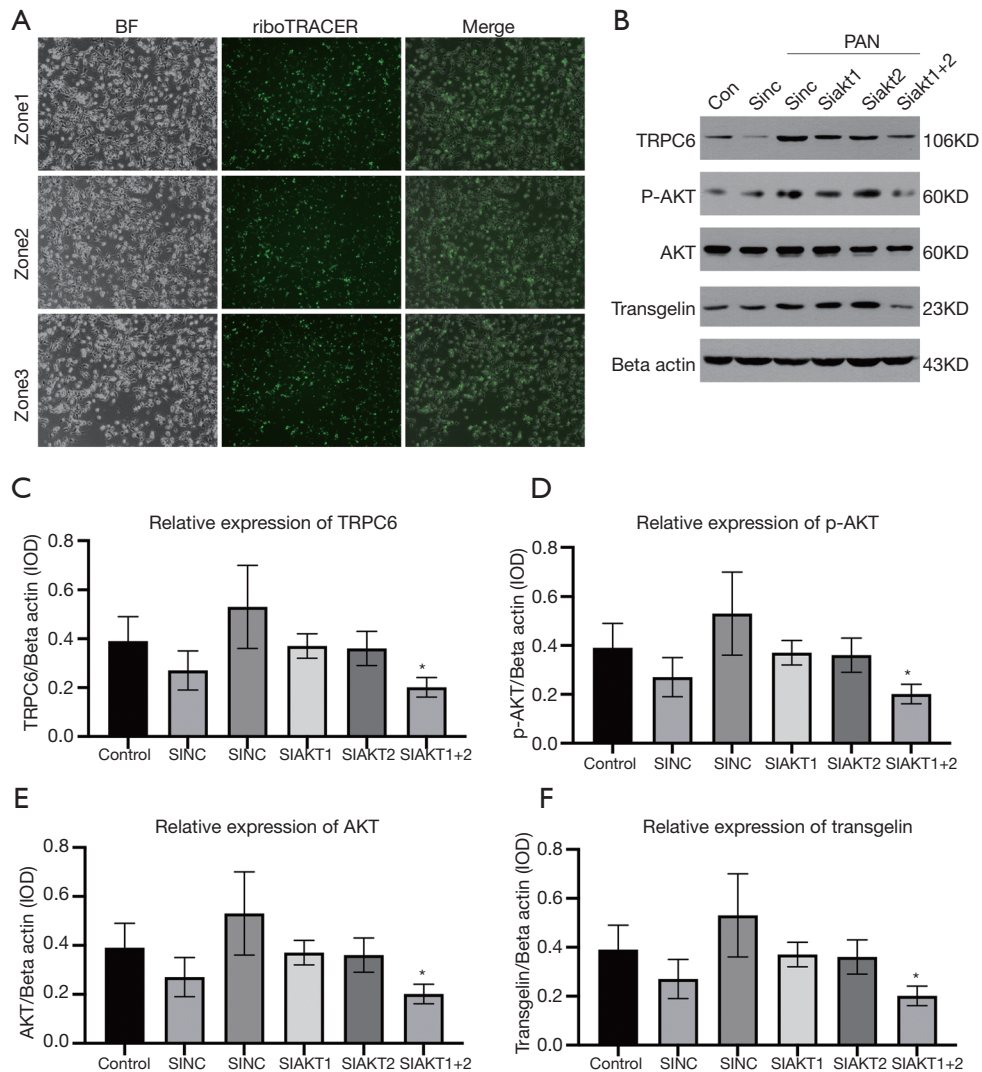 A
BF
riboTRACER
Merge
Zone1
Zone2
Zone3
B
PAN
Con
Sinc
Sinc
Siakt1
Siakt2
Siakt1+2
TRPC6
106KD
P-AKT
60KD
AKT
60KD
Transgelin
23KD
Beta actin
43KD
C
Relative expression of TRPC6
TRPC6/Beta actin (IOD)
0.8
0.6
0.4
0.2
0.0
*
Control SINC SINC SIAKT1 SIAKT2 SIAKT1+2
D
Relative expression of p-AKT
p-AKT/Beta actin (IOD)
0.8
0.6
0.4
0.2
0.0
*
Control SINC SINC SIAKT1 SIAKT2 SIAKT1+2
E
Relative expression of AKT
AKT/Beta actin (IOD)
0.8
0.6
0.4
0.2
0.0
*
Control SINC SINC SIAKT1 SIAKT2 SIAKT1+2
F
Relative expression of transgelin
Transgelin/Beta actin (IOD)
0.8
0.6
0.4
0.2
0.0
*
Control SINC SINC SIAKT1 SIAKT2 SIAKT1+2